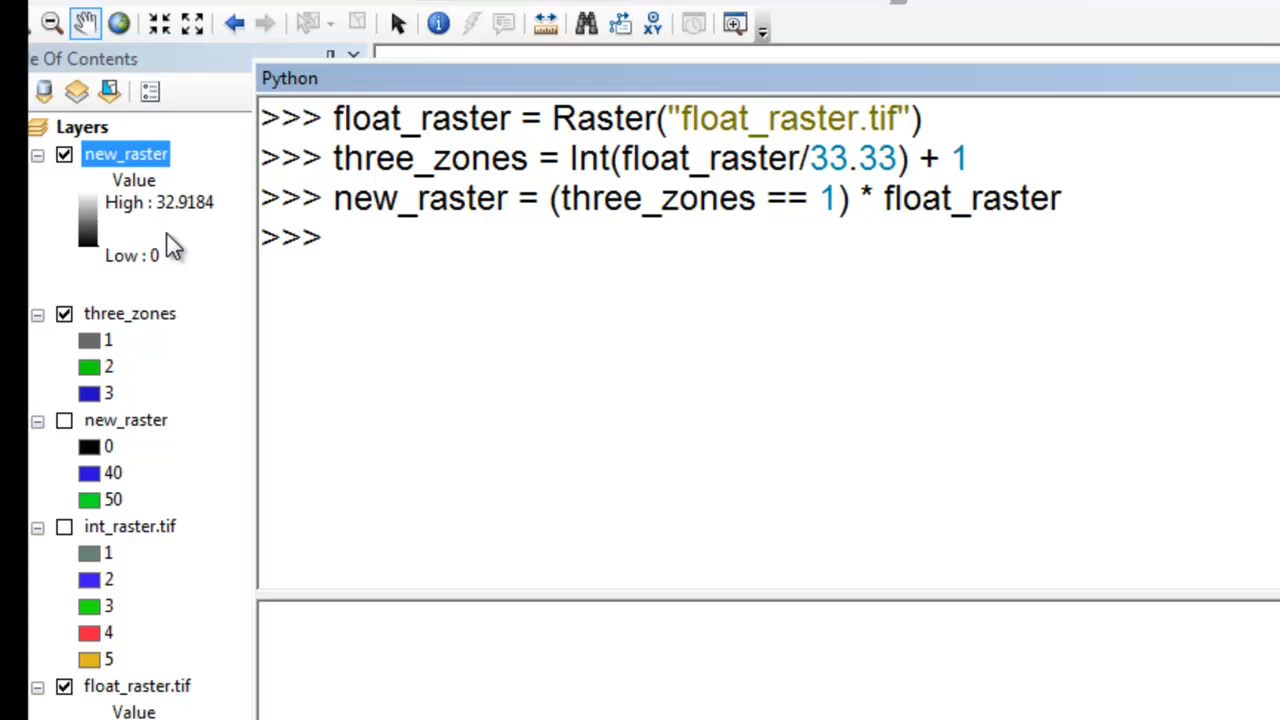 e Of Contents
Python
Layers
new_raster
Value
High : 32.9184
Low : 0
three_zones
1
2
3
new_raster
0
40
50
int_raster.tif
1
2
3
4
5
float_raster.tif
Value
>>> float_raster = Raster("float_raster.tif")
>>> three_zones = Int(float_raster/33.33) + 1
>>> new_raster = (three_zones == 1) * float_raster
>>>
XY